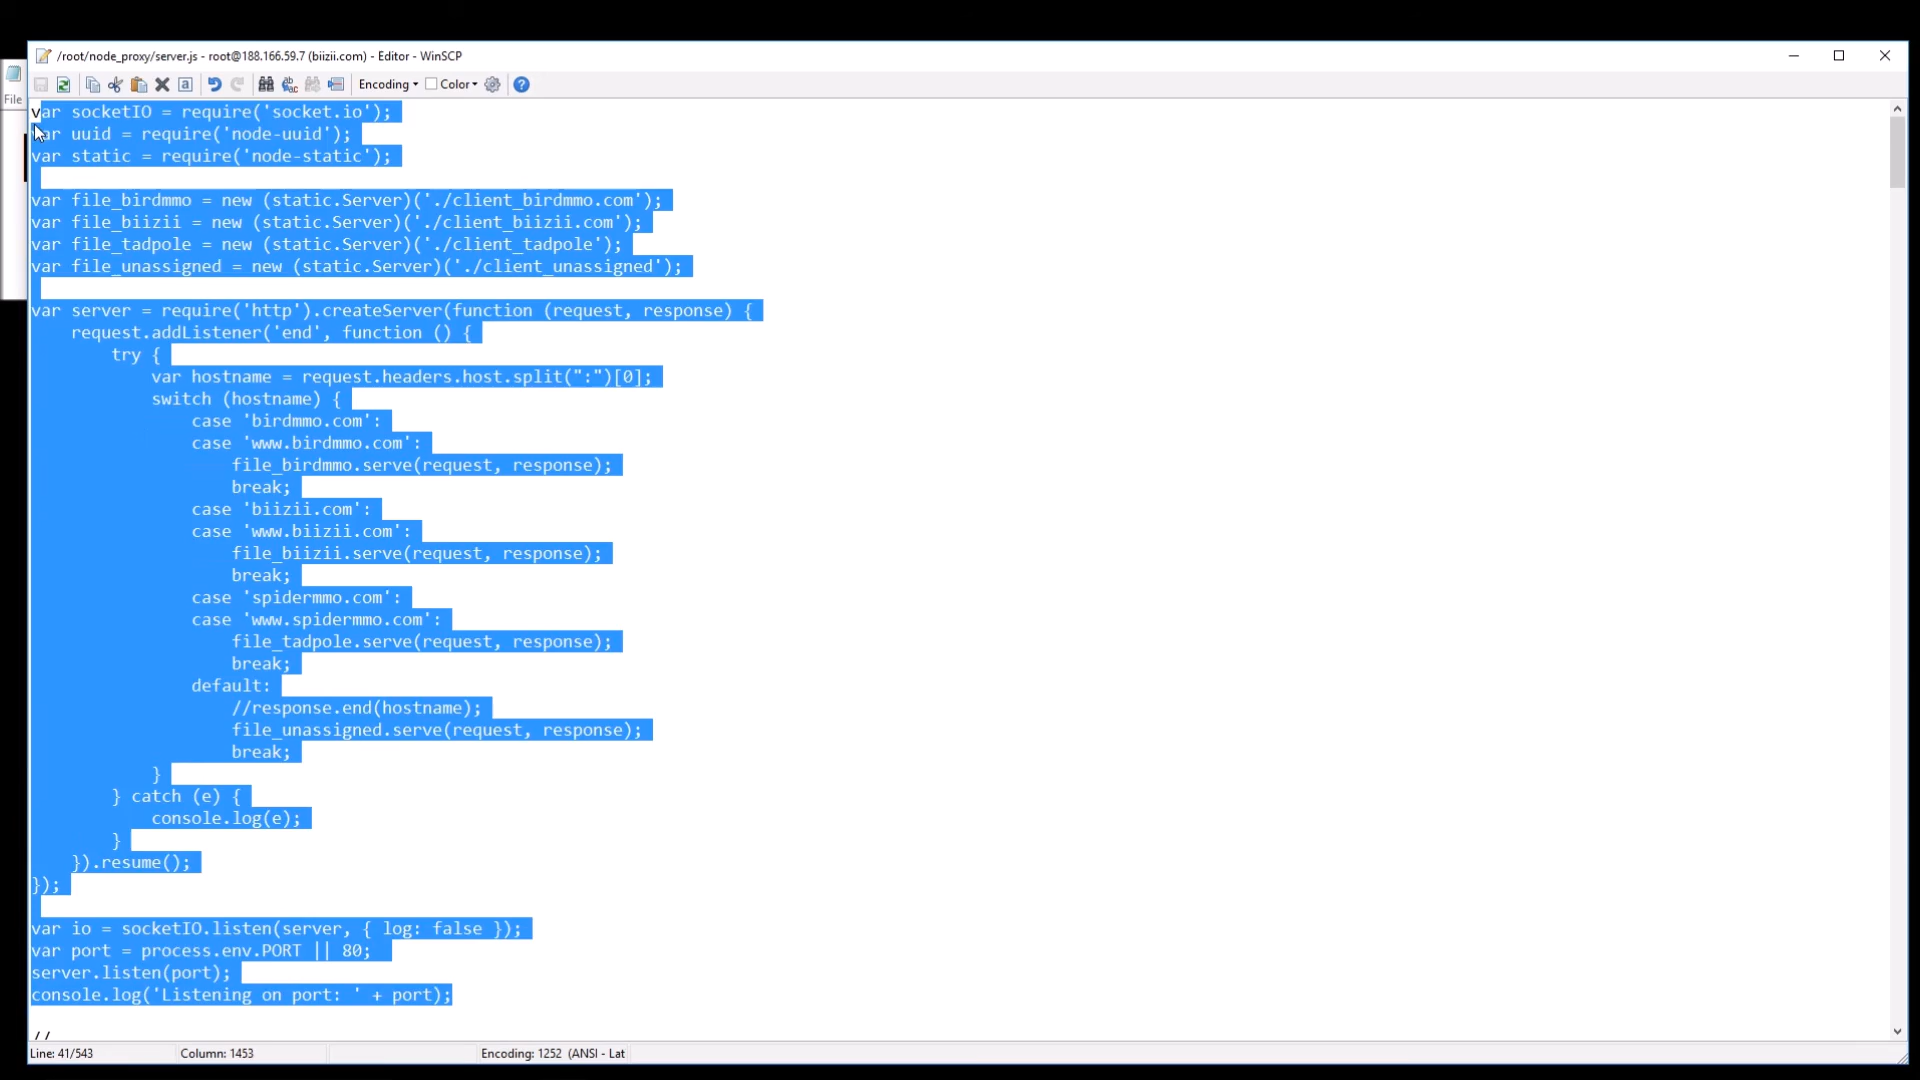 /root/node_proxy/server.js - root@188.166.59.7 (biizii.com) - Editor - WinSCP
File
Encoding
Color
var socketIO = require('socket.io');
var uuid = require('node-uuid');
var static = require('node-static');
var file_birdmmo = new (static.Server)('./client_birdmmo.com');
var file_biizii = new (static.Server)('./client_biizii.com');
var file_tadpole = new (static.Server)('./client_tadpole');
var file_unassigned = new (static.Server)('./client_unassigned');
var server = require('http').createServer(function (request, response) {
request.addListener('end', function () {
try {
var hostname = request.headers.host.split(":")[0];
switch (hostname) {
case 'birdmmo.com':
case 'www.birdmmo.com':
file_birdmmo.serve(request, response);
break;
case 'biizii.com':
case 'www.biizii.com':
file_biizii.serve(request, response);
break;
case 'spidermmo.com':
case 'www.spidermmo.com':
file_tadpole.serve(request, response);
break;
default:
//response.end(hostname);
file_unassigned.serve(request, response);
break;
}
} catch (e) {
console.log(e);
}
}).resume();
});
var io = socketIO.listen(server, { log: false });
var port = process.env.PORT || 80;
server.listen(port);
console.log('Listening on port: ' + port);
//
Line: 41/543
Column: 1453
Encoding: 1252 (ANSI - Lat